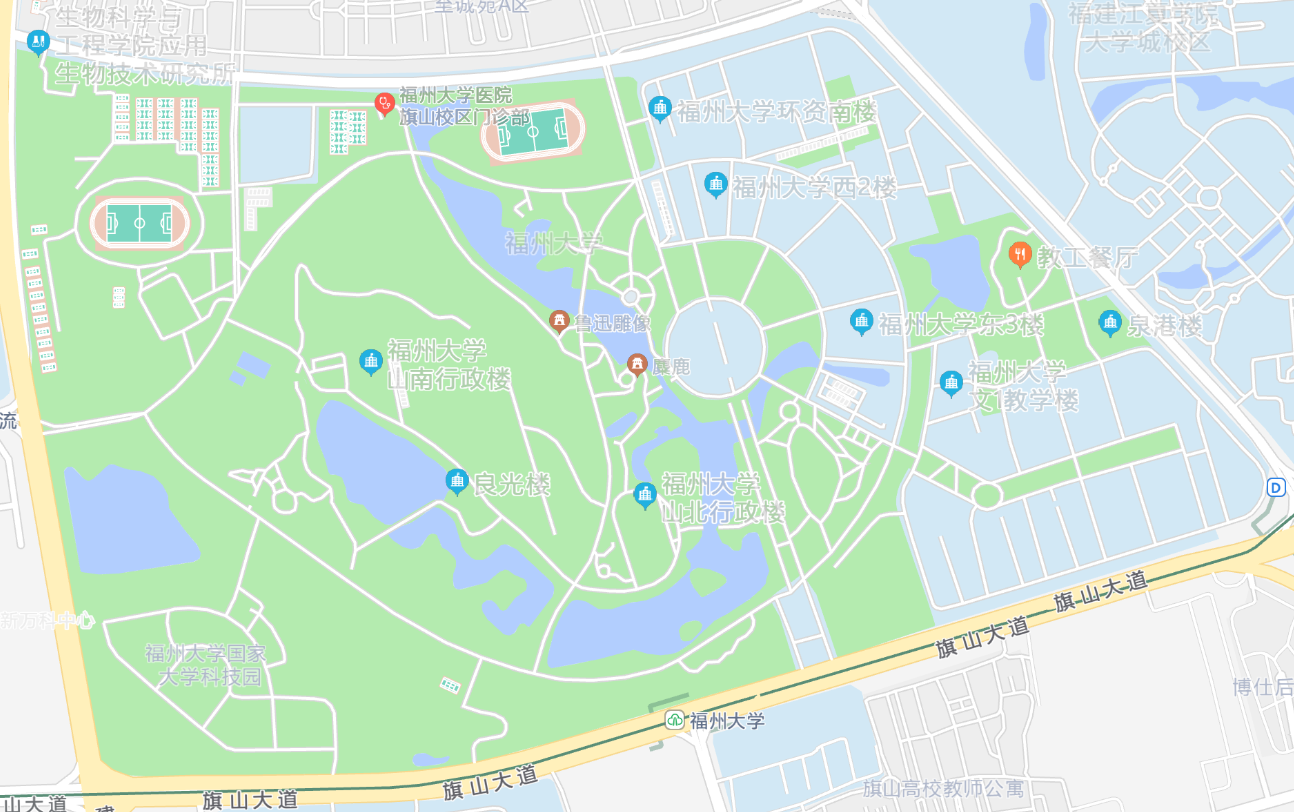 至诚苑A区
生物科学与
工程学院应用
生物技术研究所
福建江夏学院
大学城校区
福州大学医院
旗山校区门诊部
福州大学环资南楼
福州大学西2楼
福州大学
教工餐厅
鲁迅雕像
福州大学东3楼
泉港楼
福州大学
山南行政楼
麋鹿
福州大学
文1教学楼
流
良光楼
福州大学
山北行政楼
D
旗山大道
新万科中心
旗山大道
福州大学国家
大学科技园
博仕后
福州大学
旗山大道
旗山高校教师公寓
山大道
旗山大道
建